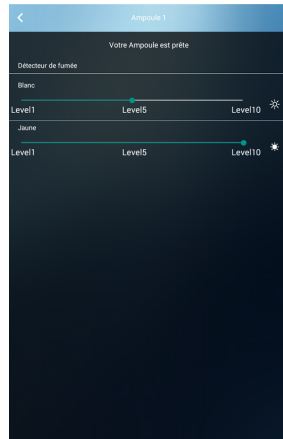 Ampoule 1
Votre Ampoule est prête
Détecteur de fumée
Blanc
Level1 Level5 Level10
Jaune
Level1 Level5 Level10